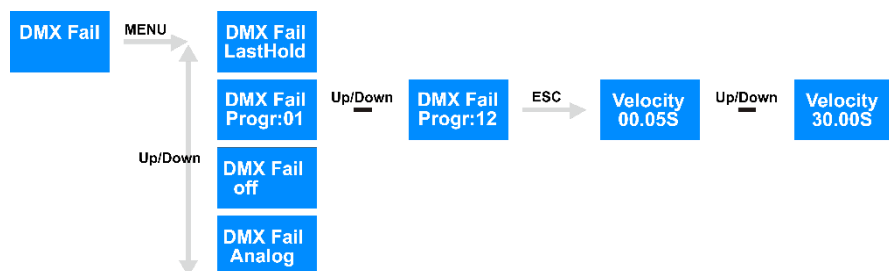 DMX Fail
MENU
DMX Fail
LastHold
DMX Fail
Progr:01
Up/Down
DMX Fail
Progr:12
ESC
Velocity
00.05S
Up/Down
Velocity
30.00S
Up/Down
DMX Fail
off
DMX Fail
Analog